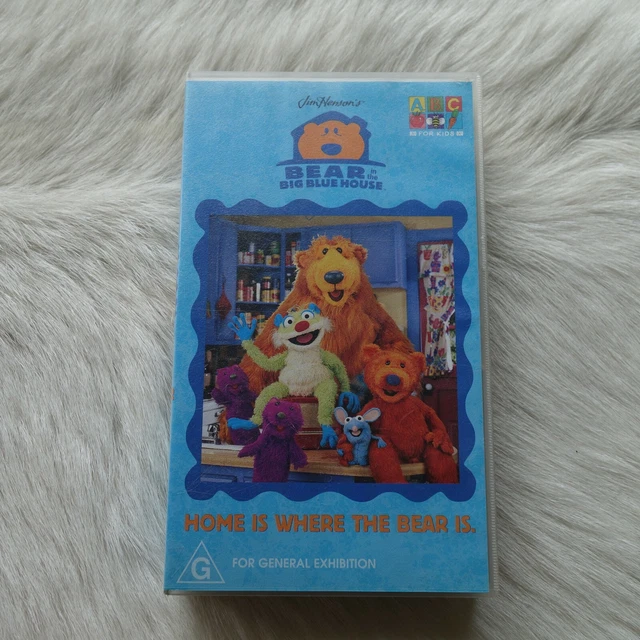 Jim Henson's
ABC
FOR KIDS
BEAR in the
BIG BLUE HOUSE
HOME IS WHERE THE BEAR IS.
G
FOR GENERAL EXHIBITION